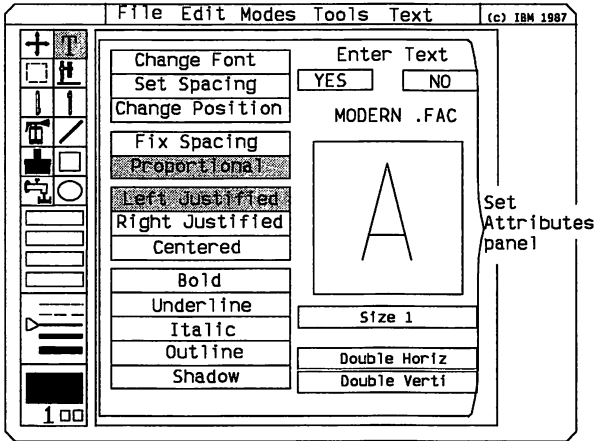 File Edit Modes Tools Text (c) IBM 1987
T
Change Font
Set Spacing
Change Position
Fix Spacing
Proportional
Left Justified
Right Justified
Centered
Bold
Underline
Italic
Outline
Shadow
Enter Text
YES NO
MODERN .FAC
A
Size 1
Double Horiz
Double Verti
Set
Attributes
panel
1